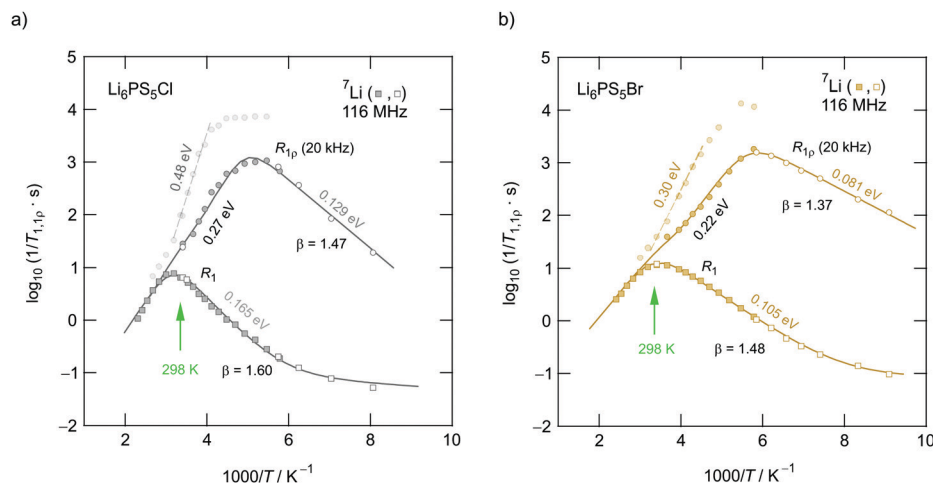 a)
Li₆PS₅Cl
⁷Li (■ , □)
116 MHz
R₁ρ (20 kHz)
0.48 eV
0.27 eV
0.129 eV
β = 1.47
R₁
0.165 eV
298 K
β = 1.60
log₁₀ (1/T₁,₁ρ · s)
5
4
3
2
1
0
−1
−2
2
4
6
8
10
1000/T / K⁻¹
b)
Li₆PS₅Br
⁷Li (■ , □)
116 MHz
R₁ρ (20 kHz)
0.30 eV
0.22 eV
0.081 eV
β = 1.37
R₁
0.105 eV
298 K
β = 1.48
log₁₀ (1/T₁,₁ρ · s)
5
4
3
2
1
0
−1
−2
2
4
6
8
10
1000/T / K⁻¹